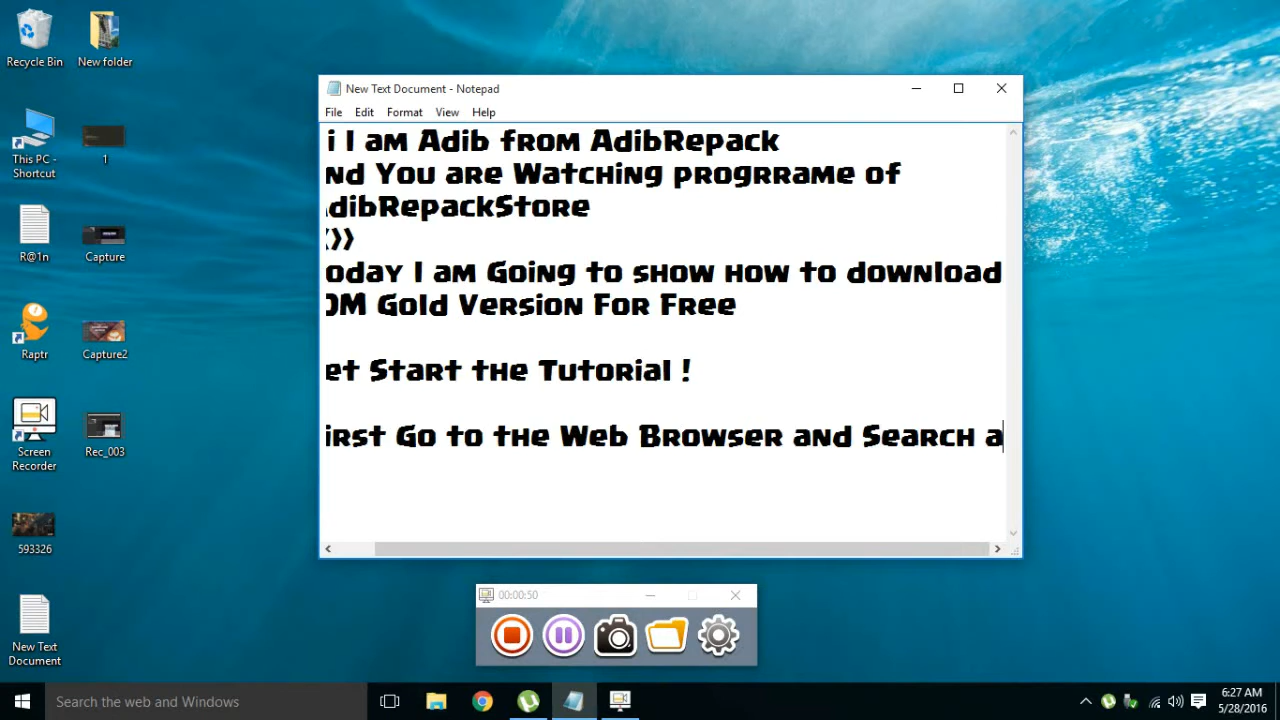 Recycle Bin
New folder
This PC - Shortcut
1
R@1n
Capture
Raptr
Capture2
Screen Recorder
Rec_003
593326
New Text Document
New Text Document - Notepad
File Edit Format View Help
i I am Adib from AdibRepack
nd You are Watching progrrame of
dibRepackStore
:))
oday I am Going to show how to download
DM Gold Version For Free
et Start the Tutorial !
irst Go to the Web Browser and Search a
00:00:50
Search the web and Windows
6:27 AM
5/28/2016